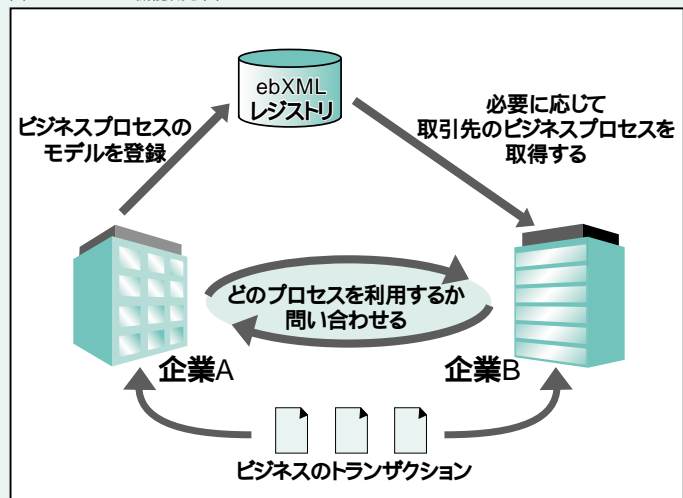 ebXML
レジストリ
ビジネスプロセスの
モデルを登録
必要に応じて
取引先のビジネスプロセスを
取得する
どのプロセスを利用するか
問い合わせる
企業A
企業B
ビジネスのトランザクション